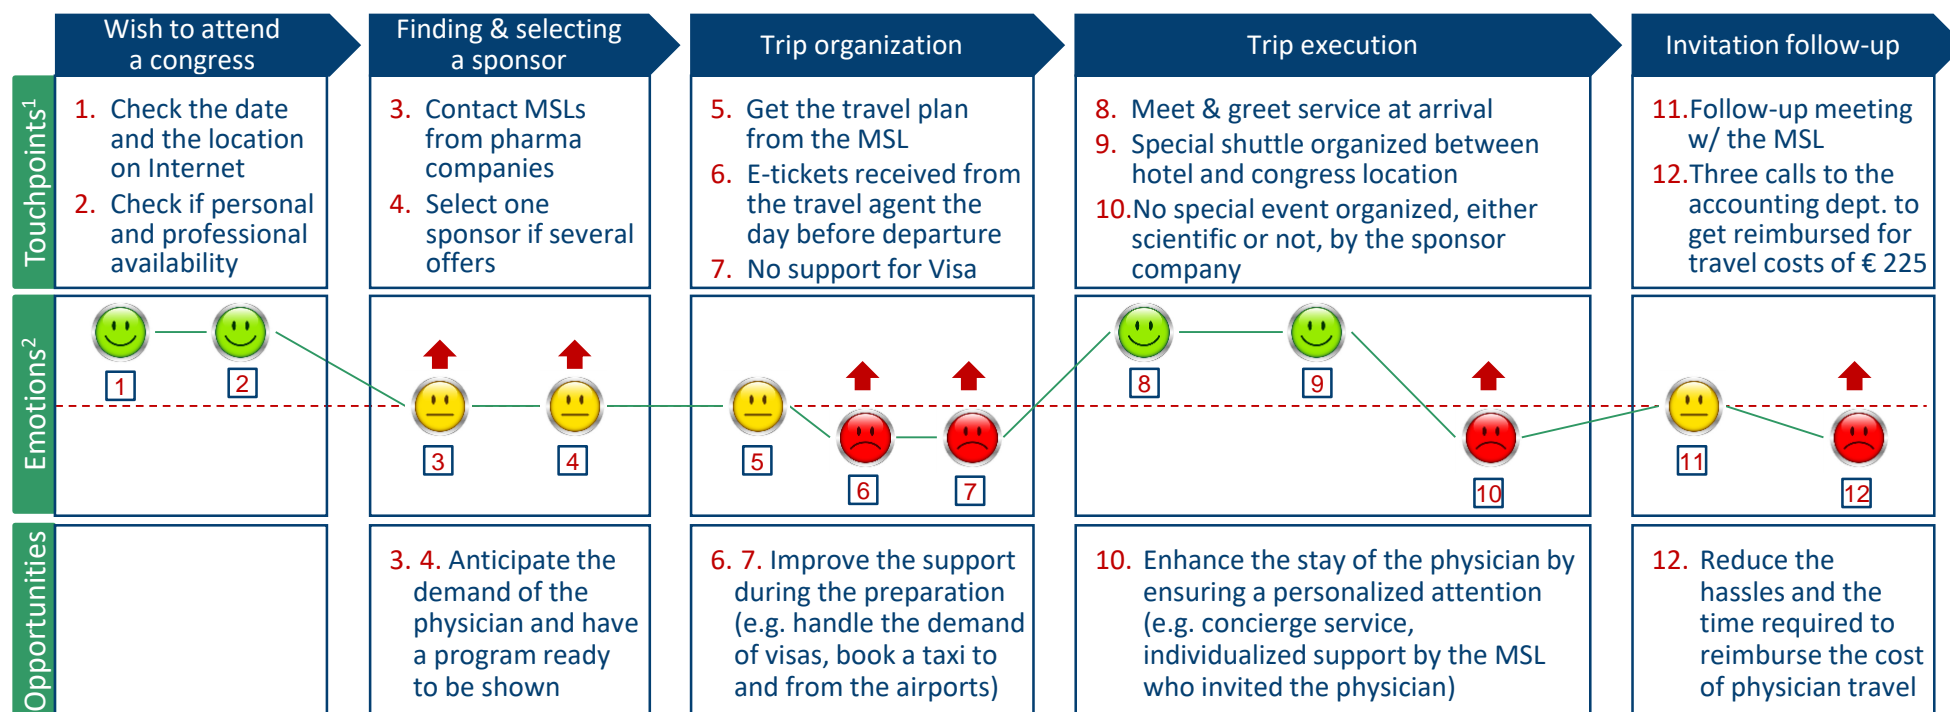 Wish to attend
a congress
Finding & selecting
a sponsor
Trip organization
Trip execution
Invitation follow-up
Touchpoints1
1. Check the date
and the location
on Internet
2. Check if personal
and professional
availability
3. Contact MSLs
from pharma
companies
4. Select one
sponsor if several
offers
5. Get the travel plan
from the MSL
6. E-tickets received from
the travel agent the
day before departure
7. No support for Visa
8. Meet & greet service at arrival
9. Special shuttle organized between
hotel and congress location
10.No special event organized, either
scientific or not, by the sponsor
company
11.Follow-up meeting
w/ the MSL
12.Three calls to the
accounting dept. to
get reimbursed for
travel costs of € 225
Emotions2
1
2
3
4
5
6
7
8
9
10
11
12
Opportunities
3. 4. Anticipate the
demand of the
physician and have
a program ready
to be shown
6. 7. Improve the support
during the preparation
(e.g. handle the demand
of visas, book a taxi to
and from the airports)
10. Enhance the stay of the physician by
ensuring a personalized attention
(e.g. concierge service,
individualized support by the MSL
who invited the physician)
12. Reduce the
hassles and the
time required to
reimburse the cost
of physician travel